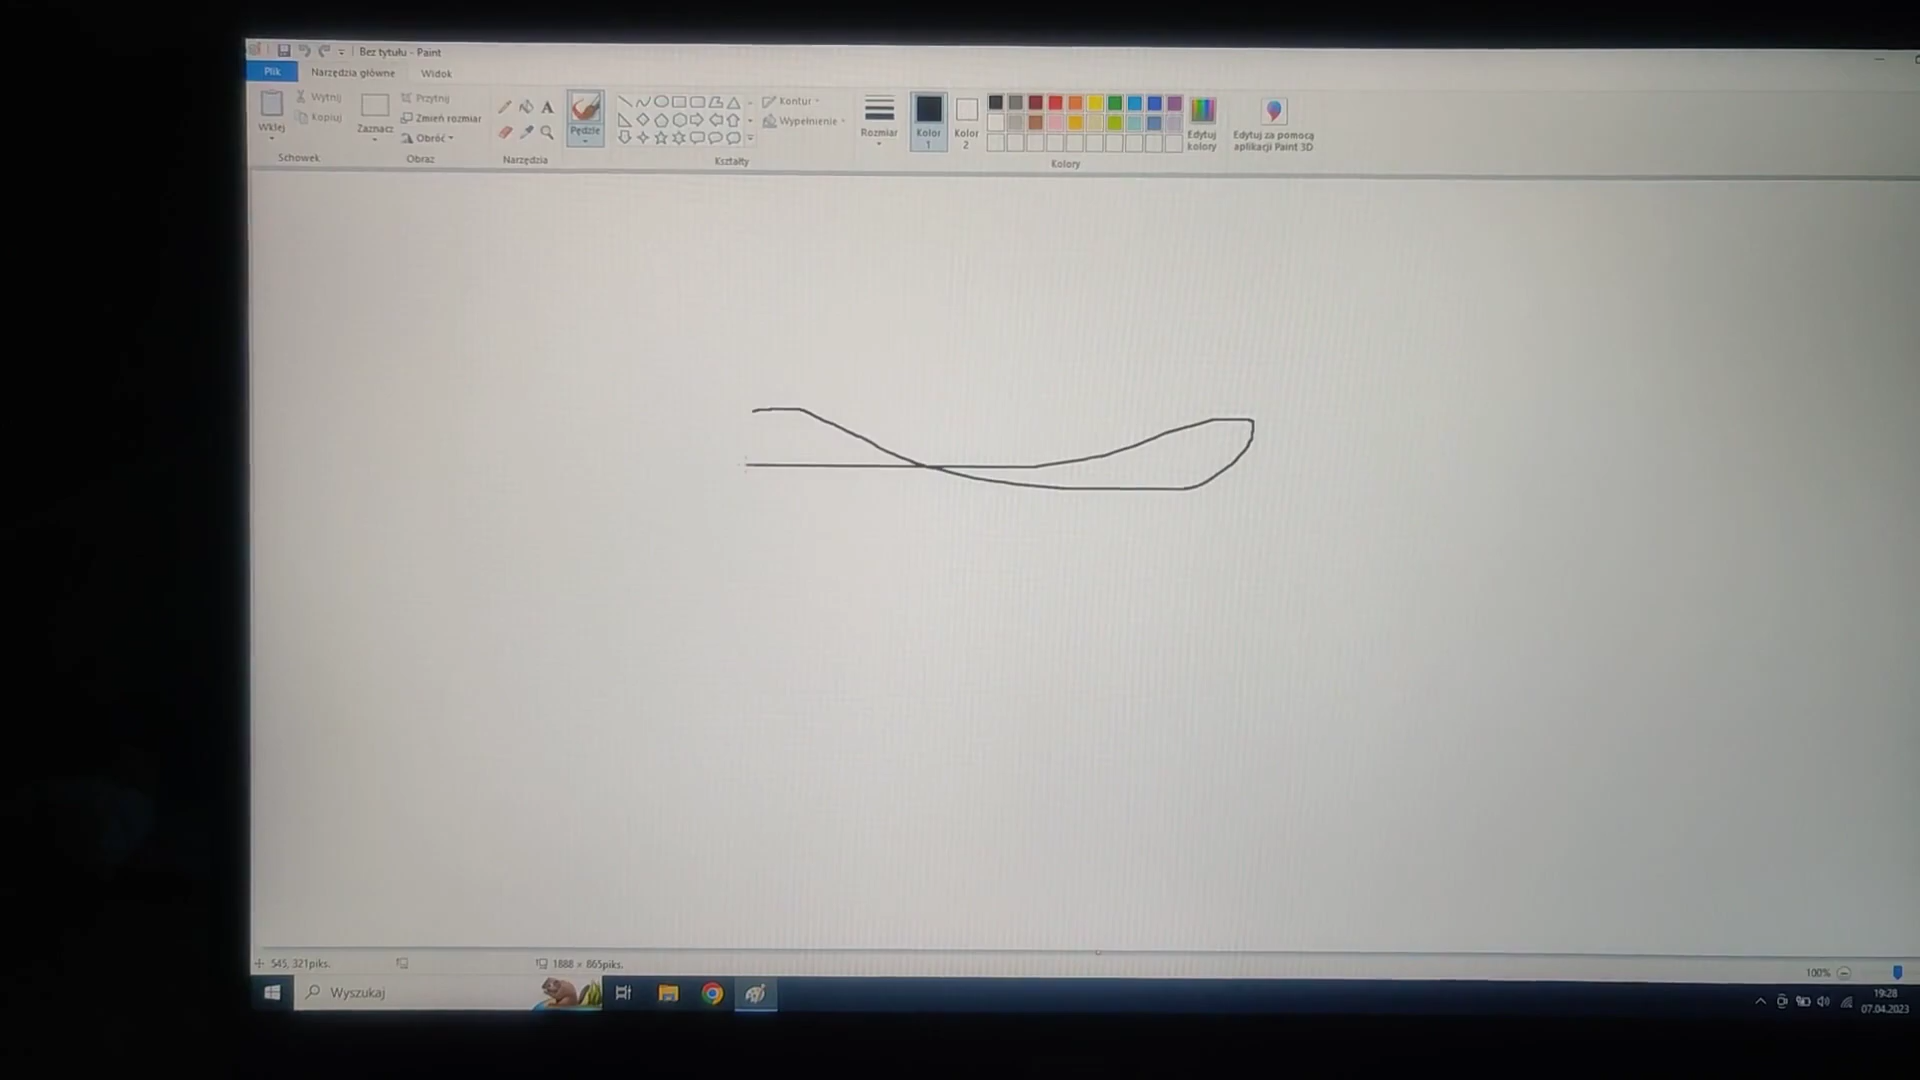 Bez tytułu - Paint
Plik Narzędzia główne Widok
Wklej
Wytnij
Kopiuj
Schowek
Zaznacz
Przytnij
Zmień rozmiar
Obróć
Obraz
A
Narzędzia
Pędzle
Kształty
Kontur
Wypełnienie
Rozmiar
Kolor
1
Kolor
2
Kolory
Edytuj
kolory
Edytuj za pomocą
aplikacji Paint 3D
545, 321piks.
1888 × 865piks.
100%
Wyszukaj
19:28
07.04.2023